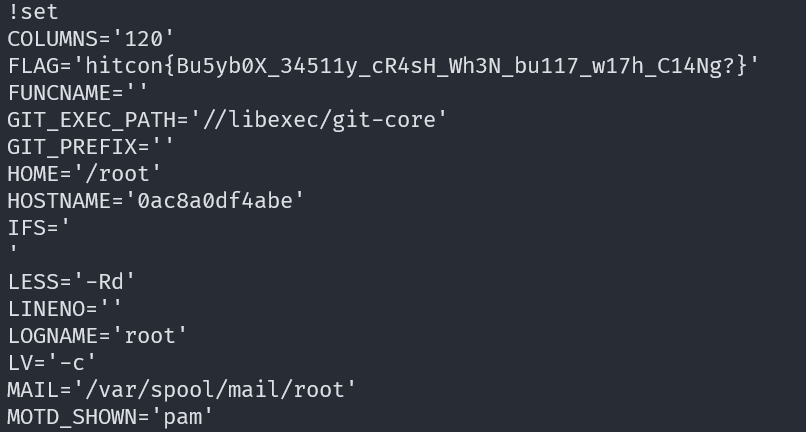 !set
COLUMNS='120'
FLAG='hitcon{Bu5yb0X_34511y_cR4sH_Wh3N_bu117_w17h_C14Ng?}'
FUNCNAME=''
GIT_EXEC_PATH='//libexec/git-core'
GIT_PREFIX=''
HOME='/root'
HOSTNAME='0ac8a0df4abe'
IFS='
'
LESS='-Rd'
LINENO=''
LOGNAME='root'
LV='-c'
MAIL='/var/spool/mail/root'
MOTD_SHOWN='pam'